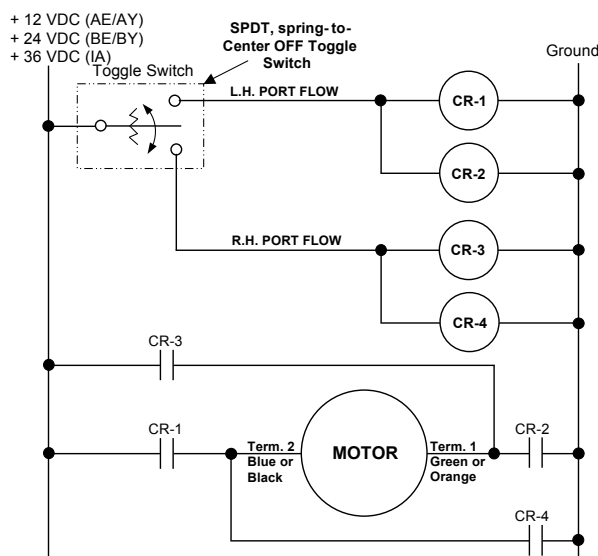 + 12 VDC (AE/AY)
+ 24 VDC (BE/BY)
+ 36 VDC (IA)
SPDT, spring-to-
Center OFF Toggle
Switch
Ground
Toggle Switch
L.H. PORT FLOW
CR-1
CR-2
R.H. PORT FLOW
CR-3
CR-4
CR-3
CR-1
Term. 2
Blue or
Black
MOTOR
Term. 1
Green or
Orange
CR-2
CR-4